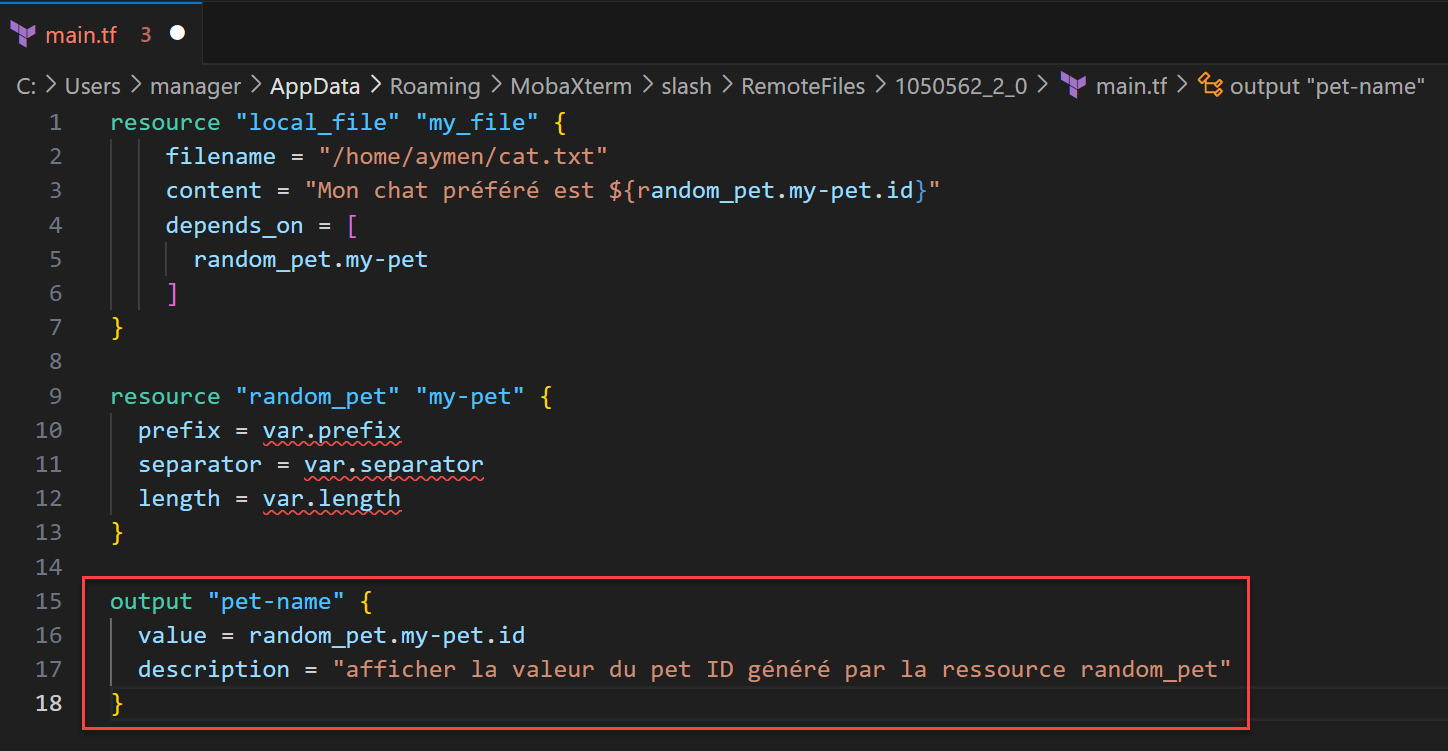 main.tf 3
C: > Users > manager > AppData > Roaming > MobaXterm > slash > RemoteFiles > 1050562_2_0 > main.tf > output "pet-name"
1 resource "local_file" "my_file" {
2 filename = "/home/aymen/cat.txt"
3 content = "Mon chat préféré est ${random_pet.my-pet.id}"
4 depends_on = [
5 random_pet.my-pet
6 ]
7 }
8
9 resource "random_pet" "my-pet" {
10 prefix = var.prefix
11 separator = var.separator
12 length = var.length
13 }
14
15 output "pet-name" {
16 value = random_pet.my-pet.id
17 description = "afficher la valeur du pet ID généré par la ressource random_pet"
18 }